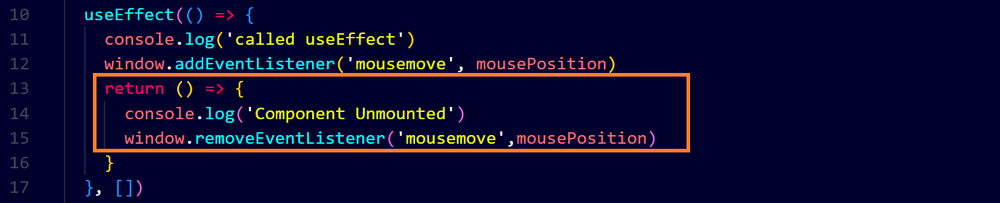 10 useEffect(() => {
11 console.log('called useEffect')
12 window.addEventListener('mousemove', mousePosition)
13 return () => {
14 console.log('Component Unmounted')
15 window.removeEventListener('mousemove',mousePosition)
16 }
17 }, [])